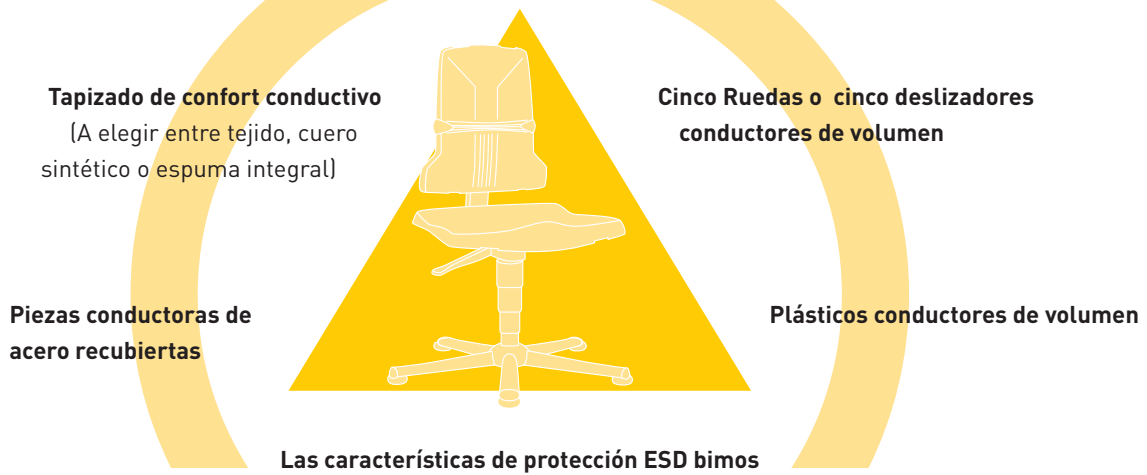 Tapizado de confort conductivo
(A elegir entre tejido, cuero
sintético o espuma integral)
Cinco Ruedas o cinco deslizadores
conductores de volumen
Piezas conductoras de
acero recubiertas
Plásticos conductores de volumen
Las características de protección ESD bimos